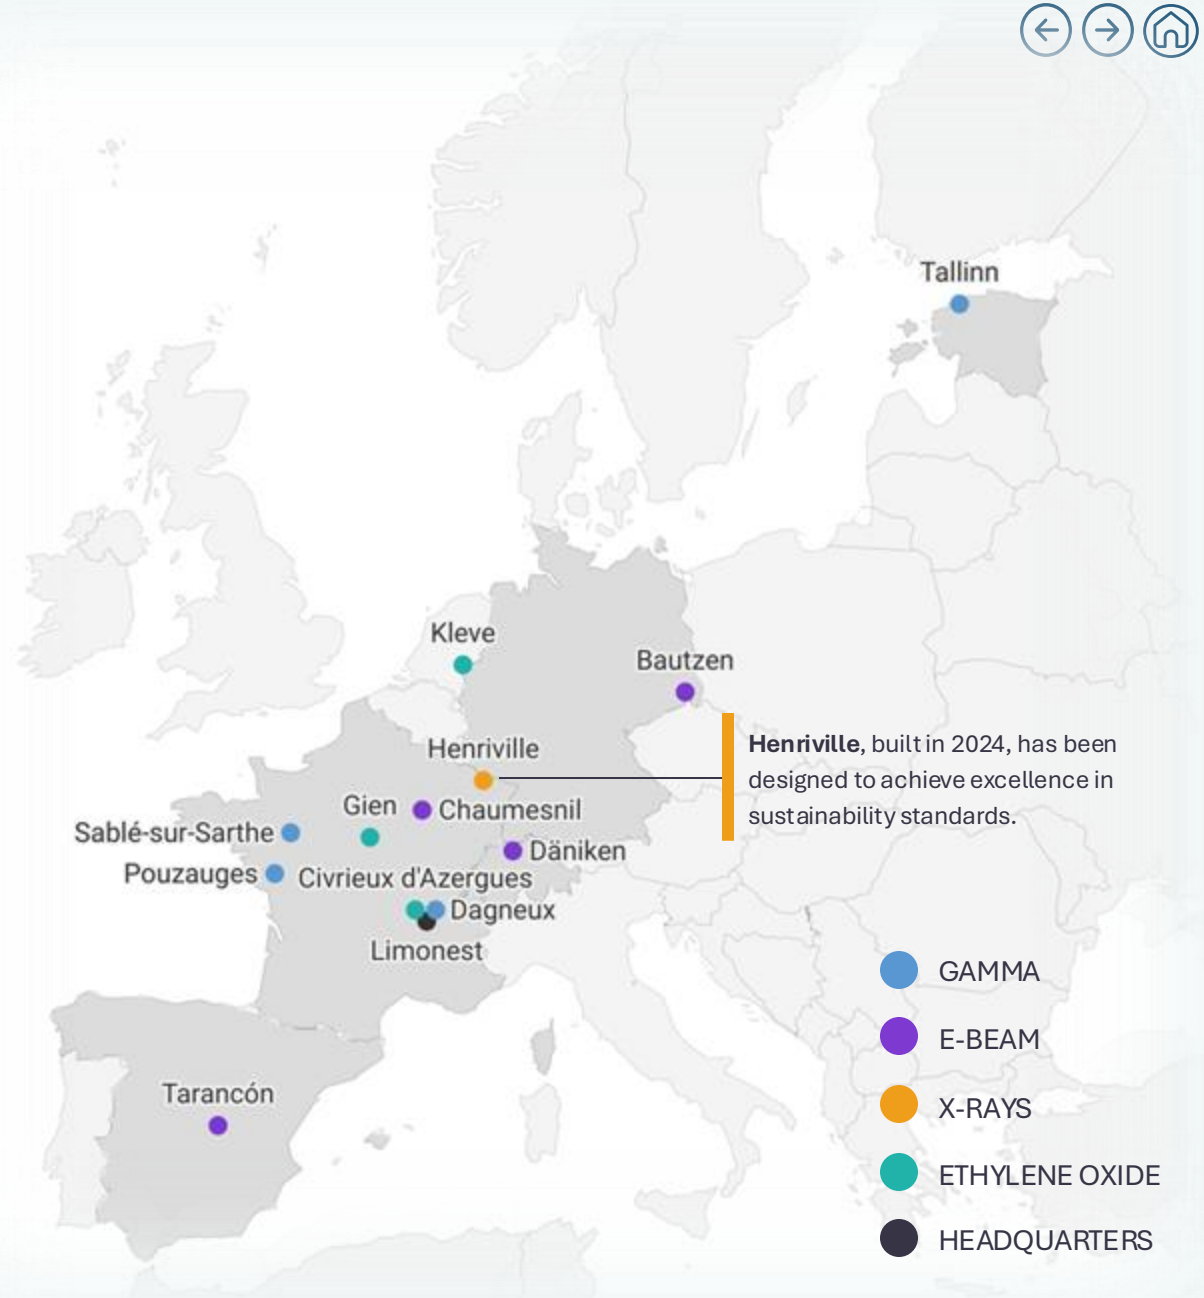 Tallinn
Kleve
Bautzen
Henriville
Henriville, built in 2024, has been
designed to achieve excellence in
sustainability standards.
Gien
Chaumesnil
Sablé-sur-Sarthe
Däniken
Pouzauges
Civrieux d'Azergues
Dagneux
Limonest
Tarancón
GAMMA
E-BEAM
X-RAYS
ETHYLENE OXIDE
HEADQUARTERS